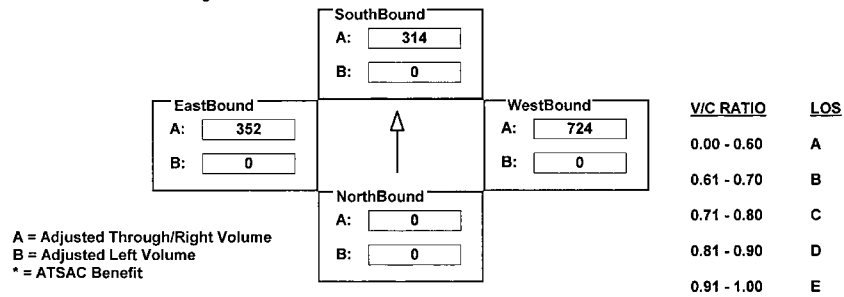 SouthBound
A: 314
B: 0
EastBound
A: 352
B: 0
WestBound
A: 724
B: 0
NorthBound
A: 0
B: 0
A = Adjusted Through/Right Volume
B = Adjusted Left Volume
* = ATSAC Benefit
V/C RATIO LOS
0.00 - 0.60 A
0.61 - 0.70 B
0.71 - 0.80 C
0.81 - 0.90 D
0.91 - 1.00 E